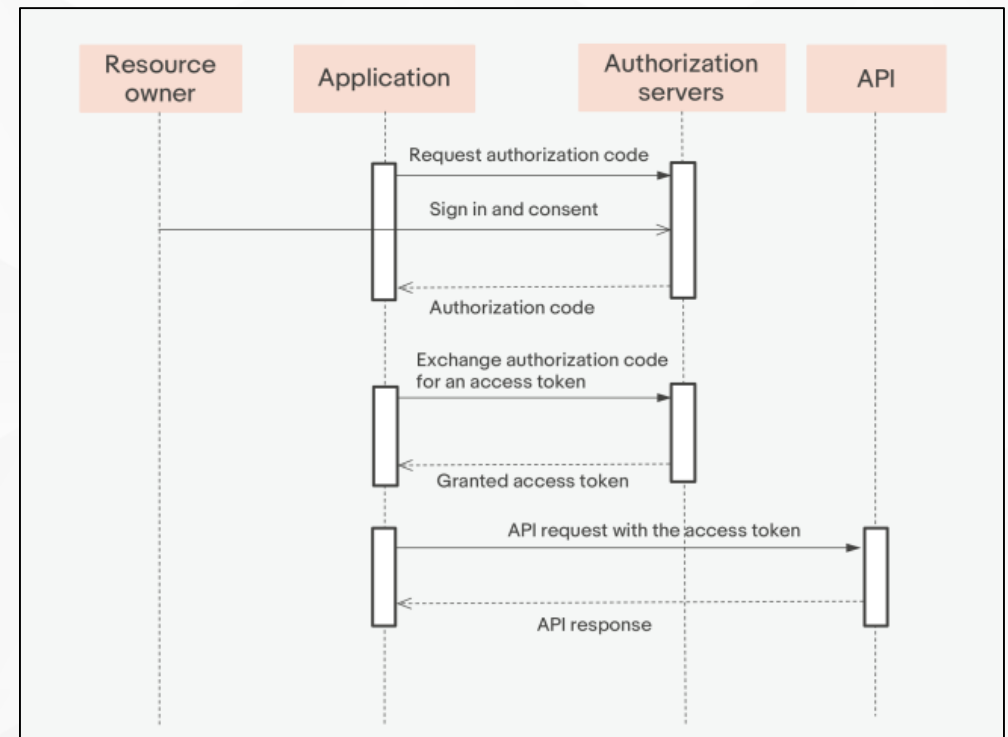 Resource
owner
Application
Authorization
servers
API
Request authorization code
Sign in and consent
Authorization code
Exchange authorization code
for an access token
Granted access token
API request with the access token
API response